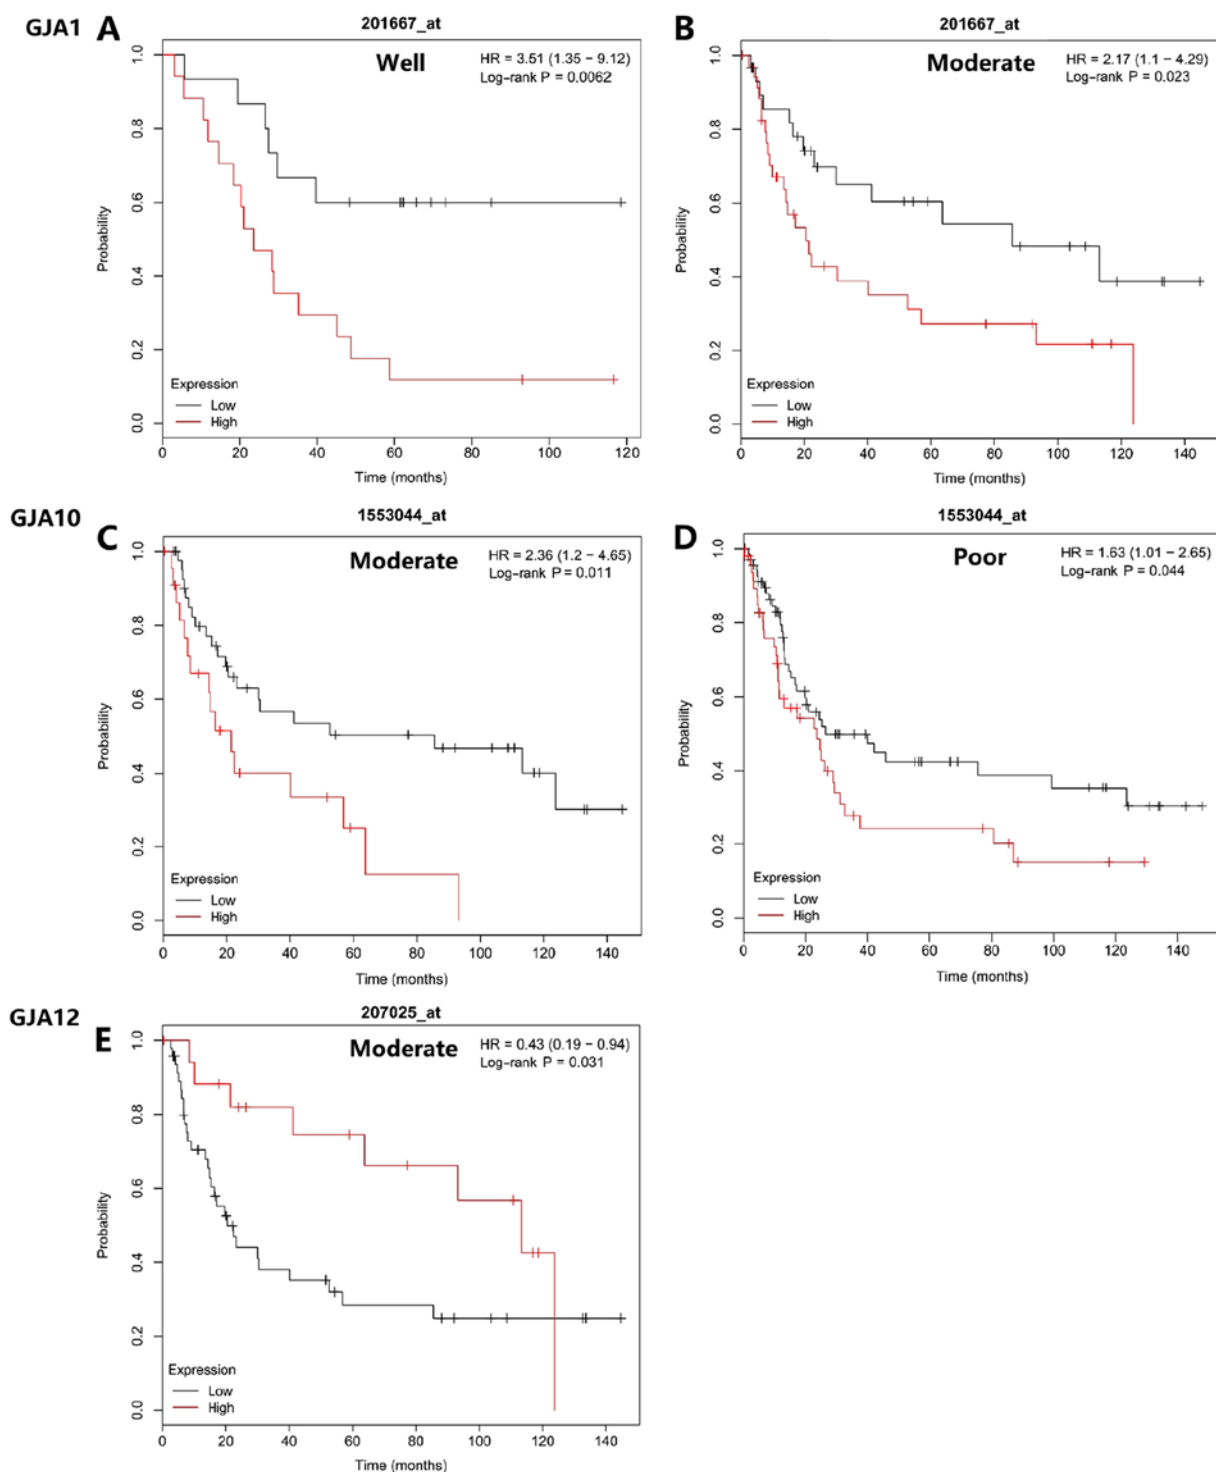 GJA1
A
201667_at
Well
HR = 3.51 (1.35 − 9.12)
Log−rank P = 0.0062
Probability
1.0
0.8
0.6
0.4
0.2
0.0
Expression
Low
High
0 20 40 60 80 100 120
Time (months)
B
201667_at
Moderate
HR = 2.17 (1.1 − 4.29)
Log−rank P = 0.023
Probability
1.0
0.8
0.6
0.4
0.2
0.0
Expression
Low
High
0 20 40 60 80 100 120 140
Time (months)
GJA10
C
1553044_at
Moderate
HR = 2.36 (1.2 − 4.65)
Log−rank P = 0.011
Probability
1.0
0.8
0.6
0.4
0.2
0.0
Expression
Low
High
0 20 40 60 80 100 120 140
Time (months)
D
1553044_at
Poor
HR = 1.63 (1.01 − 2.65)
Log−rank P = 0.044
Probability
1.0
0.8
0.6
0.4
0.2
0.0
Expression
Low
High
0 20 40 60 80 100 120 140
Time (months)
GJA12
E
207025_at
Moderate
HR = 0.43 (0.19 − 0.94)
Log−rank P = 0.031
Probability
1.0
0.8
0.6
0.4
0.2
0.0
Expression
Low
High
0 20 40 60 80 100 120 140
Time (months)